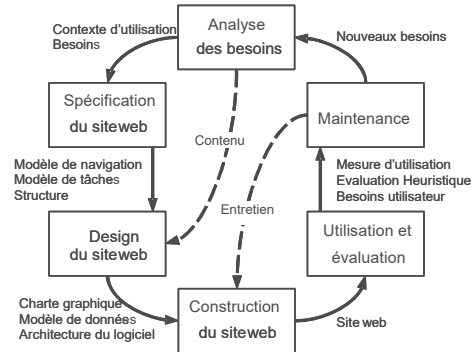 Analyse
des besoins
Contexte d'utilisation
Besoins
Nouveaux besoins
Spécification
du siteweb
Maintenance
Contenu
Modèle de navigation
Modèle de tâches
Structure
Mesure d'utilisation
Evaluation Heuristique
Besoins utilisateur
Entretien
Design
du siteweb
Utilisation et
évaluation
Charte graphique
Modèle de données
Architecture du logiciel
Construction
du siteweb
Site web